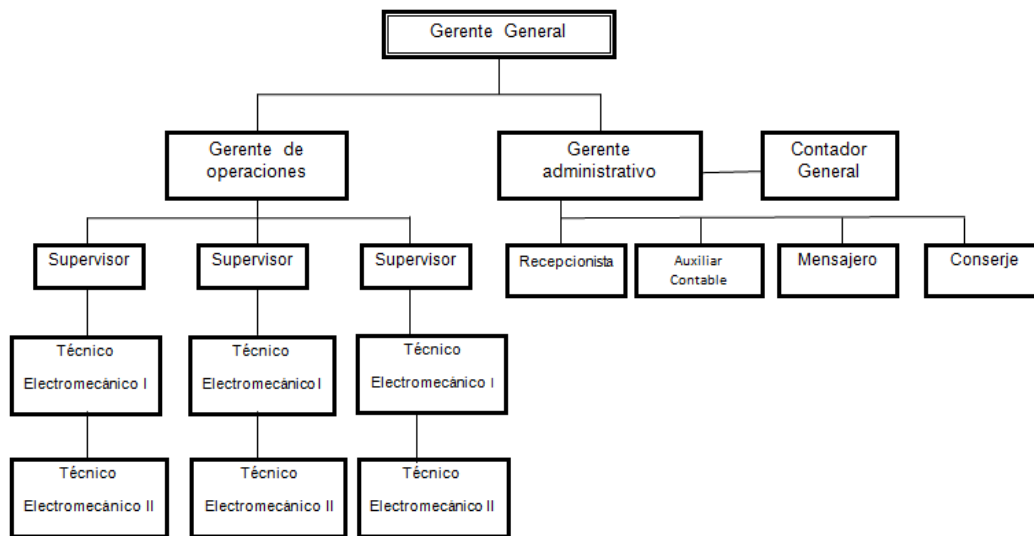 Gerente General
Gerente de
operaciones
Gerente
administrativo
Contador
General
Supervisor
Supervisor
Supervisor
Recepcionista
Auxiliar
Contable
Mensajero
Conserje
Técnico
Electromecánico I
Técnico
Electromecánico I
Técnico
Electromecánico I
Técnico
Electromecánico II
Técnico
Electromecánico II
Técnico
Electromecánico II